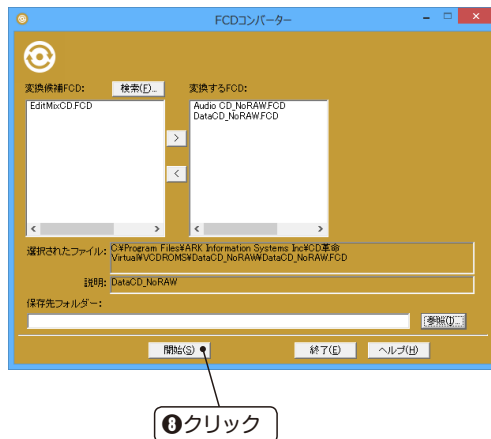 FCDコンバーター
変換候補FCD: 検索(F)... 変換するFCD:
EditMixCD.FCD
Audio CD_NoRAW.FCD
DataCD_NoRAW.FCD
>
<
選択されたファイル: C:¥Program Files¥ARK Information Systems Inc¥CD革命
Virtual¥VCDROMS¥DataCD_NoRAW¥DataCD_NoRAW.FCD
説明: DataCD_NoRAW
保存先フォルダー:
参照(I)...
開始(S) 終了(E) ヘルプ(H)
❽クリック